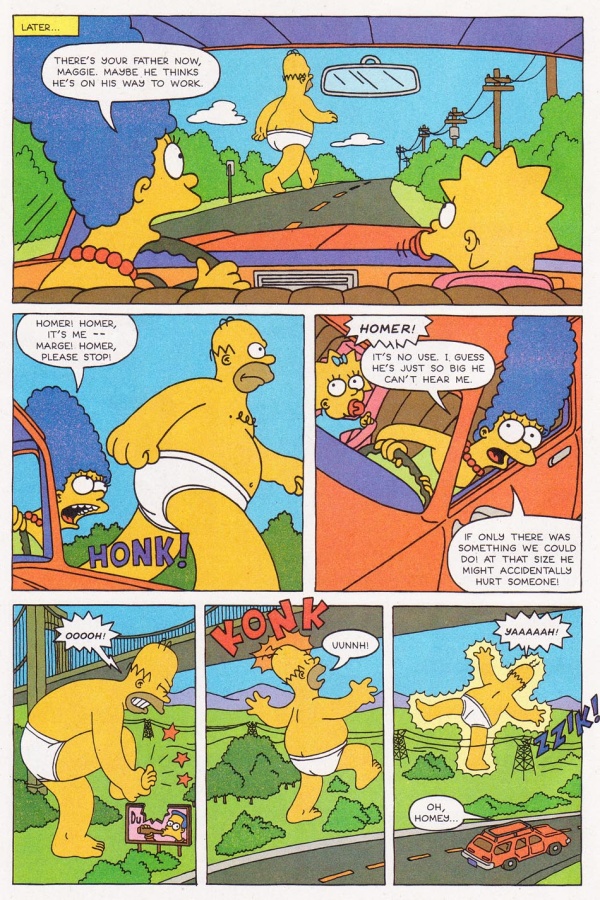 LATER...
THERE'S YOUR FATHER NOW,
MAGGIE. MAYBE HE THINKS
HE'S ON HIS WAY TO WORK.
HOMER! HOMER,
IT'S ME --
MARGE! HOMER,
PLEASE STOP!
HONK!
HOMER!
IT'S NO USE. I GUESS
HE'S JUST SO BIG HE
CAN'T HEAR ME.
IF ONLY THERE WAS
SOMETHING WE COULD
DO! AT THAT SIZE HE
MIGHT ACCIDENTALLY
HURT SOMEONE!
OOOOH!
Du
KONK
UUNNH!
YAAAAAH!
ZZIK!
OH,
HOMEY...